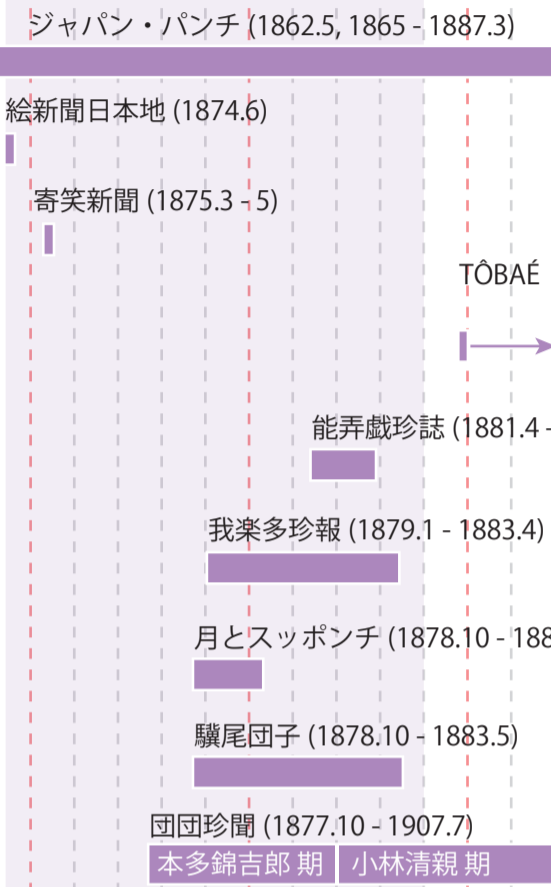 ジャパン・パンチ (1862.5, 1865 - 1887.3)
絵新聞日本地 (1874.6)
寄笑新聞 (1875.3 - 5)
TÔBAÉ
能弄戯珍誌 (1881.4 -
我楽多珍報 (1879.1 - 1883.4)
月とスッポンチ (1878.10 - 188
驥尾団子 (1878.10 - 1883.5)
団団珍聞 (1877.10 - 1907.7)
本多錦吉郎 期 小林清親 期